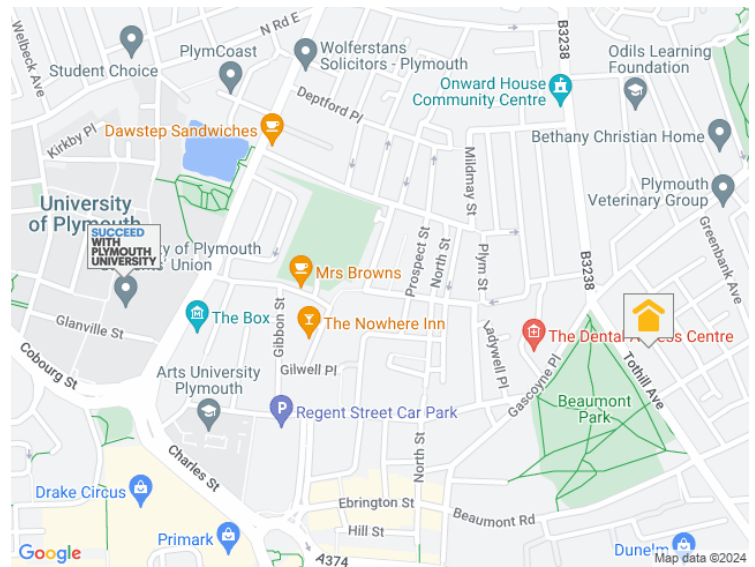 Welbeck Ave
N Rd E
B3238
PlymCoast
Wolferstans
Solicitors - Plymouth
Odils Learning
Foundation
Student Choice
Onward House
Community Centre
Deptford Pl
Kirkby Pl
Dawstep Sandwiches
Bethany Christian Home
Mildmay St
University
of Plymouth
SUCCEED
WITH
PLYMOUTH
UNIVERSITY
of Plymouth
Union
Plymouth
Veterinary Group
Greenbank Ave
Prospect St
North St
Plym St
B3238
Mrs Browns
Glanville St
The Box
Gibbon St
The Nowhere Inn
Ladywell Pl
The Dental
Centre
Cobourg St
Gilwell Pl
Gascoyne Pl
Tothill Ave
Arts University
Plymouth
Beaumont
Park
Regent Street Car Park
North St
Charles St
Drake Circus
Ebrington St
Beaumont Rd
Primark
Hill St
Dunelm
A374
Google
Map data ©2024